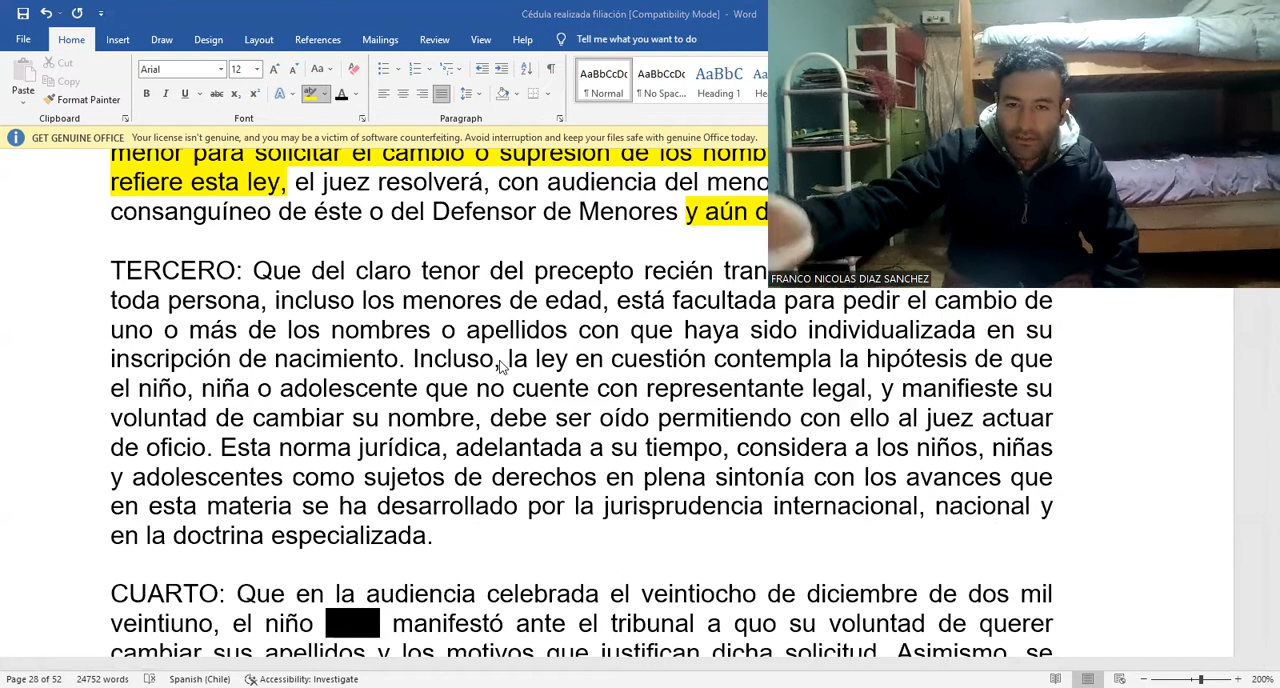 Cédula realizada filiación [Compatibility Mode] - Word
File Home Insert Draw Design Layout References Mailings Review View Help Tell me what you want to do
Paste
Cut
Copy
Format Painter
Arial 12
AaBbCcDc AaBbCcDc AaBbC AaBbCc
¶ Normal ¶ No Spac... Heading 1
Clipboard Font Paragraph
GET GENUINE OFFICE Your license isn't genuine, and you may be a victim of software counterfeiting. Avoid interruption and keep your files safe with genuine Office today.
menor para solicitar el cambio o supresión de los
refiere esta ley, el juez resolverá, con audiencia del
consanguíneo de éste o del Defensor de Menores y aún
FRANCO NICOLAS DIAZ SANCHEZ
TERCERO: Que del claro tenor del precepto recién
toda persona, incluso los menores de edad, está facultada para pedir el cambio de
uno o más de los nombres o apellidos con que haya sido individualizada en su
inscripción de nacimiento. Incluso, la ley en cuestión contempla la hipótesis de que
el niño, niña o adolescente que no cuente con representante legal, y manifieste su
voluntad de cambiar su nombre, debe ser oído permitiendo con ello al juez actuar
de oficio. Esta norma jurídica, adelantada a su tiempo, considera a los niños, niñas
y adolescentes como sujetos de derechos en plena sintonía con los avances que
en esta materia se ha desarrollado por la jurisprudencia internacional, nacional y
en la doctrina especializada.
CUARTO: Que en la audiencia celebrada el veintiocho de diciembre de dos mil
veintiuno, el niño manifestó ante el tribunal a quo su voluntad de querer
cambiar sus apellidos y los motivos que justifican dicha solicitud. Asimismo, se
Page 28 of 52 24752 words Spanish (Chile) Accessibility: Investigate 200%